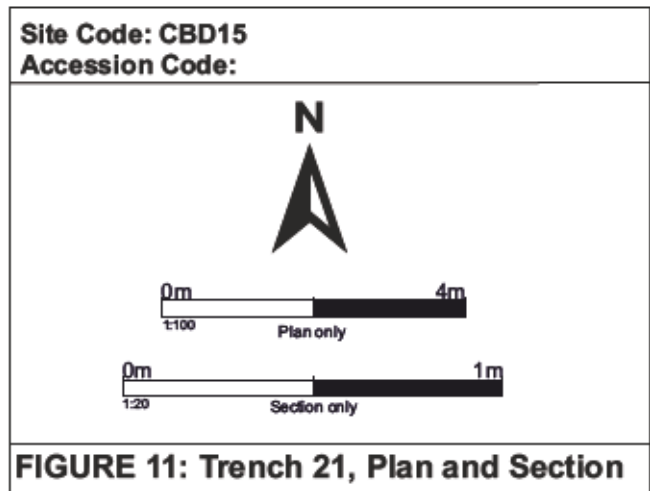 Site Code: CBD15
Accession Code:
N
0m 4m
1:100 Plan only
0m 1m
1:20 Section only
FIGURE 11: Trench 21, Plan and Section